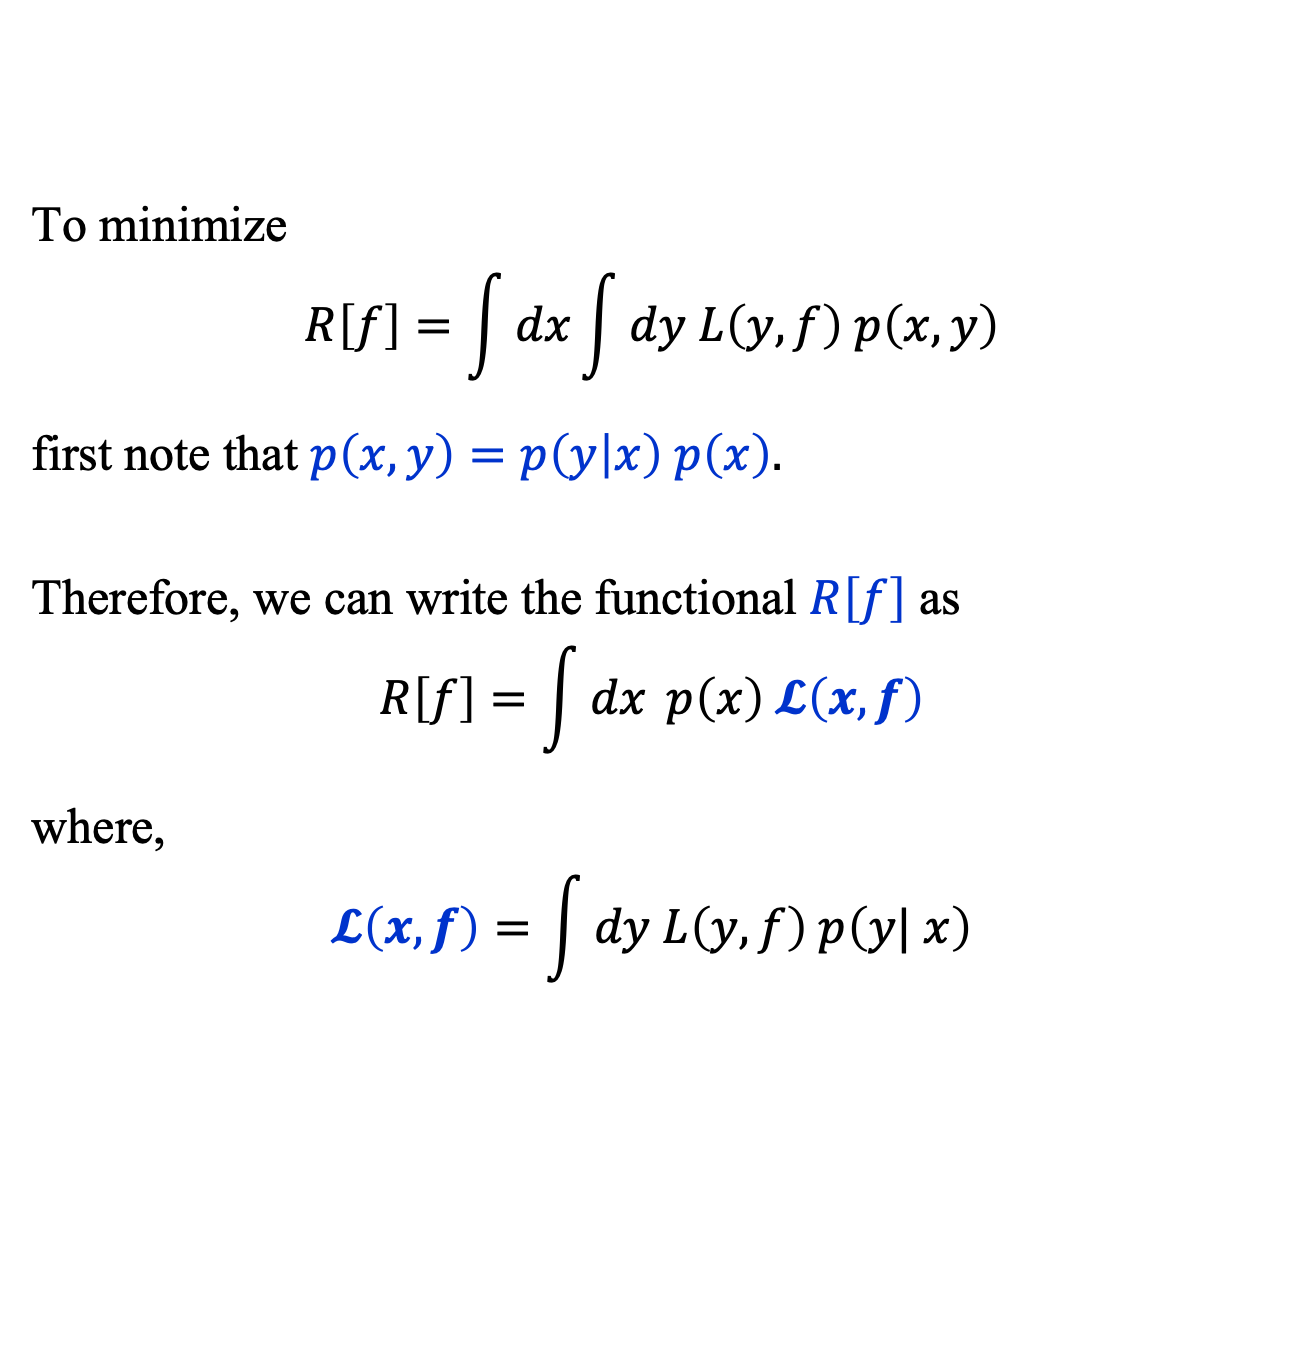 To minimize
R[f] = ∫ dx ∫ dy L(y, f) p(x, y)
first note that p(x, y) = p(y|x) p(x).
Therefore, we can write the functional R[f] as
R[f] = ∫ dx p(x) ℒ(x, f)
where,
ℒ(x, f) = ∫ dy L(y, f) p(y| x)